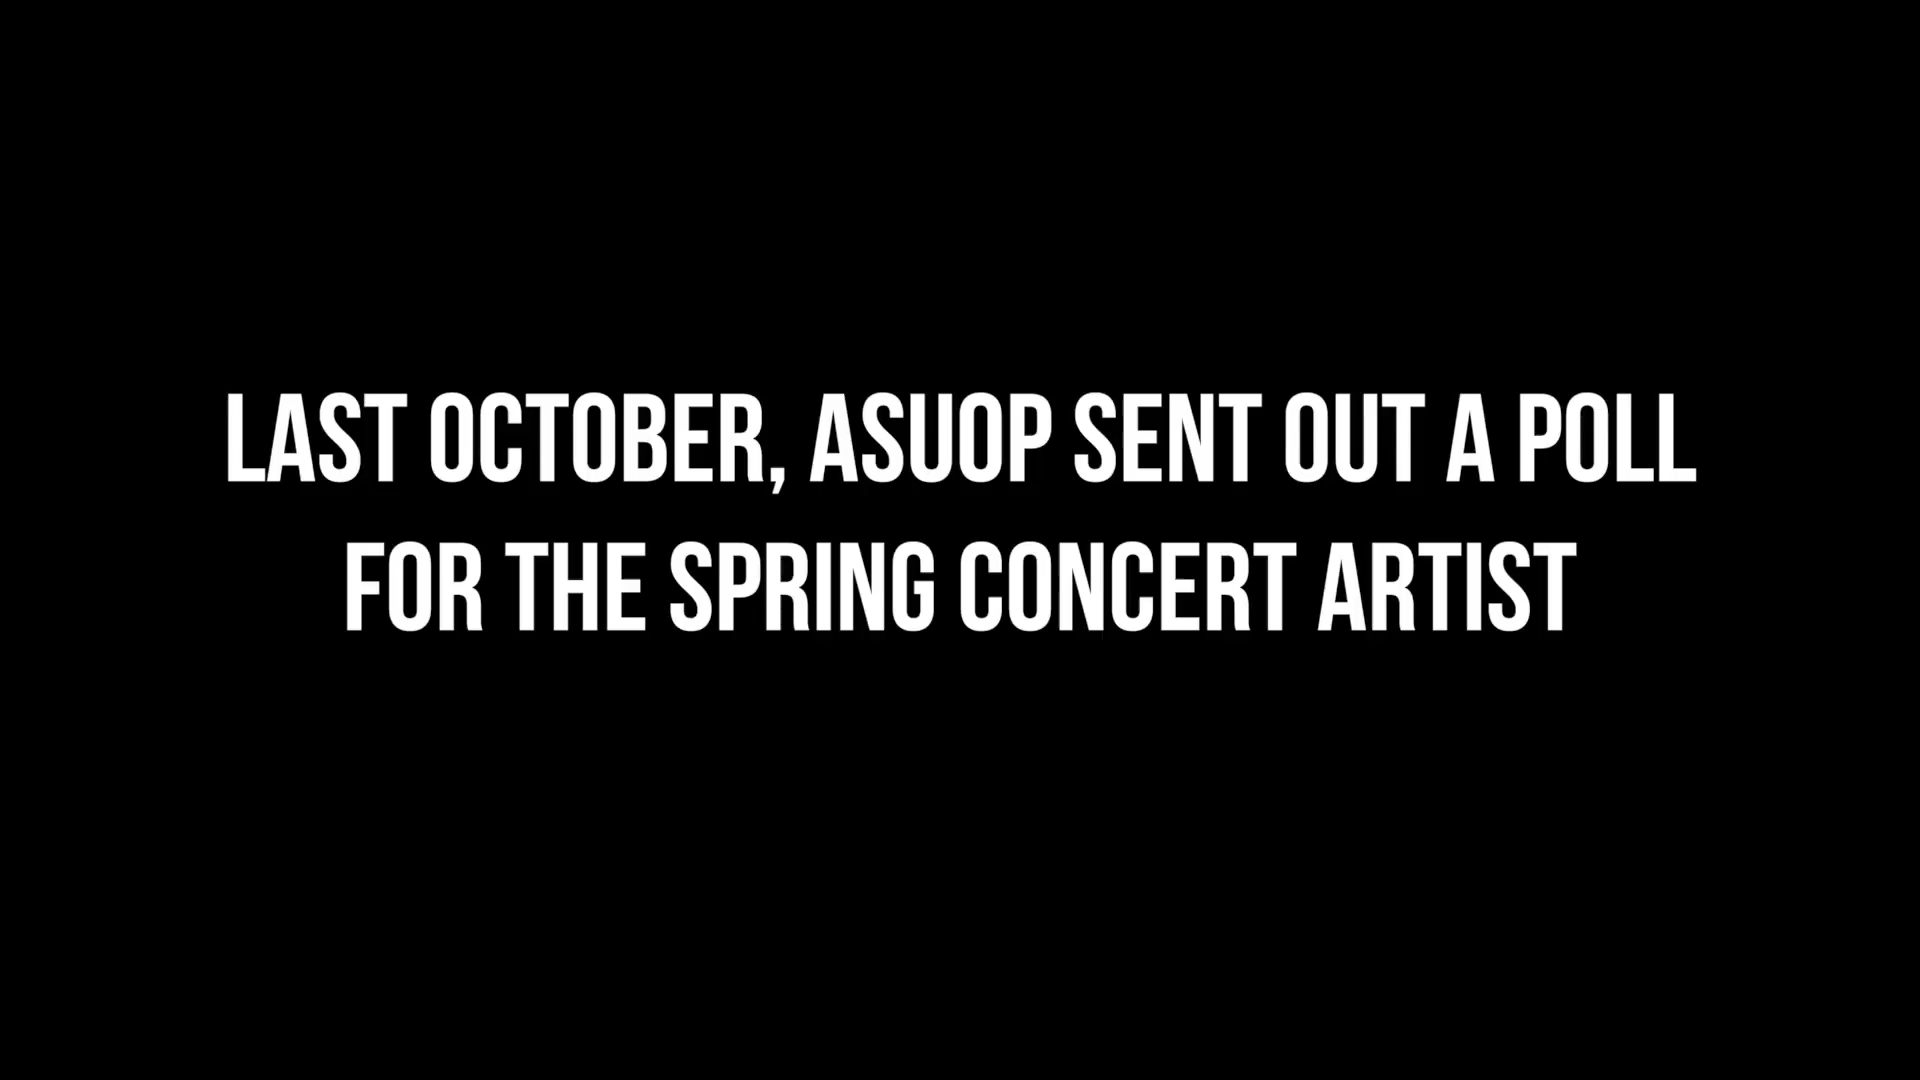 LAST OCTOBER, ASUOP SENT OUT A POLL
FOR THE SPRING CONCERT ARTIST